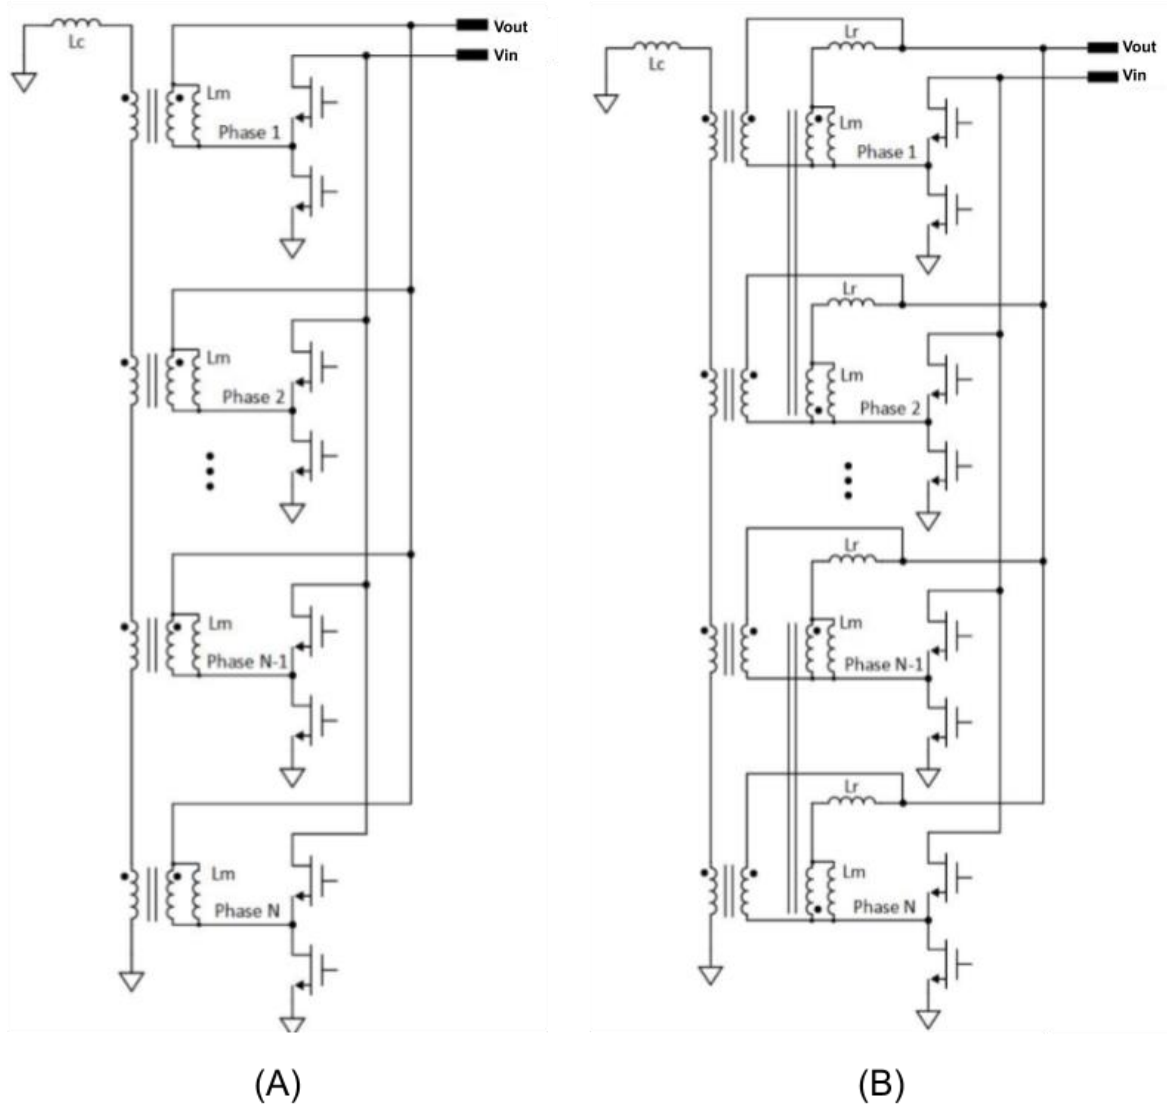 Vout
Lc
Vin
Lm
Phase 1
Lm
Phase 2
Lm
Phase N-1
Lm
Phase N
(A)
Lr
Vout
Lc
Vin
Lm
Phase 1
Lr
Lm
Phase 2
Lr
Lm
Phase N-1
Lr
Lm
Phase N
(B)